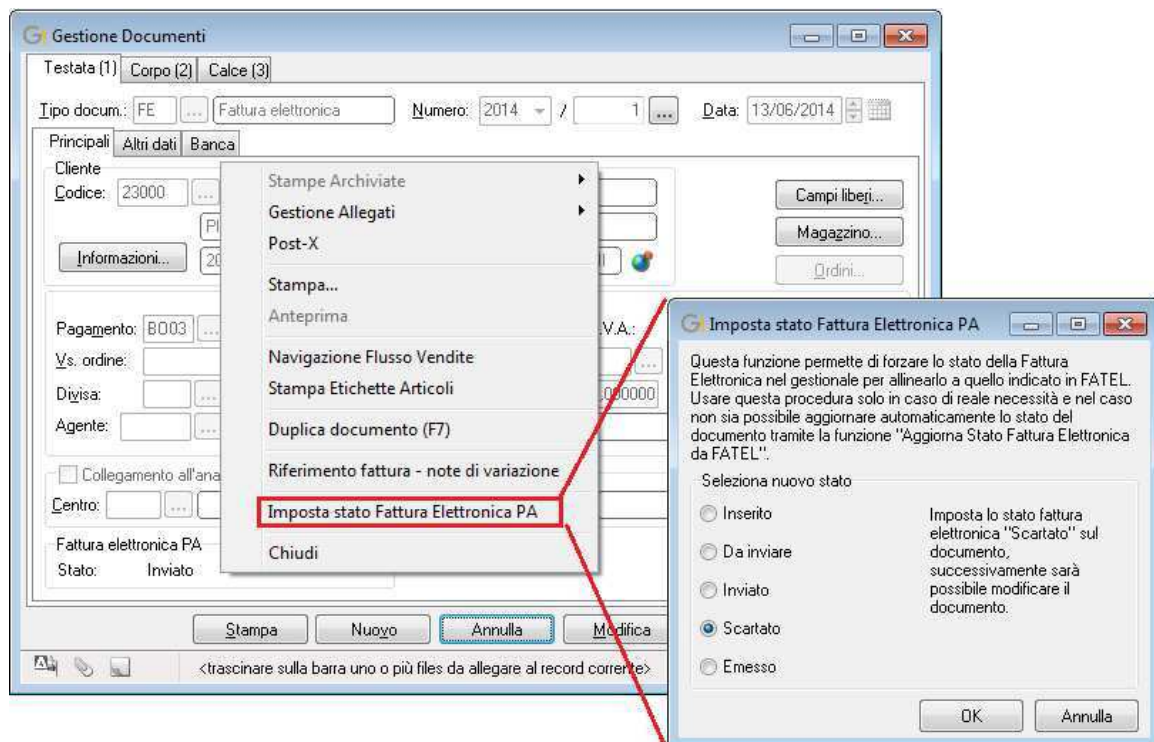 Gestione Documenti
Testata (1) Corpo (2) Calce (3)
Tipo docum.: FE ... Fattura elettronica Numero: 2014 / 1 ... Data: 13/06/2014
Principali Altri dati Banca
Cliente
Codice: 23000 ...
Informazioni... 20
Campi liberi...
Magazzino...
Ordini...
Pagamento: BO03 ... .V.A.:
Vs. ordine: ...
Divisa: ... .000000
Agente: ...
Collegamento all'ana
Centro: ...
Fattura elettronica PA
Stato: Inviato
Stampe Archiviate
Gestione Allegati
Post-X
Stampa...
Anteprima
Navigazione Flusso Vendite
Stampa Etichette Articoli
Duplica documento (F7)
Riferimento fattura - note di variazione
Imposta stato Fattura Elettronica PA
Chiudi
Stampa Nuovo Annulla Modifica
<trascinare sulla barra uno o più files da allegare al record corrente>
Imposta stato Fattura Elettronica PA
Questa funzione permette di forzare lo stato della Fattura
Elettronica nel gestionale per allinearlo a quello indicato in FATEL.
Usare questa procedura solo in caso di reale necessità e nel caso
non sia possibile aggiornare automaticamente lo stato del
documento tramite la funzione "Aggiorna Stato Fattura Elettronica
da FATEL".
Seleziona nuovo stato
Inserito
Da inviare
Inviato
Scartato
Emesso
Imposta lo stato fattura
elettronica "Scartato" sul
documento,
successivamente sarà
possibile modificare il
documento.
OK Annulla